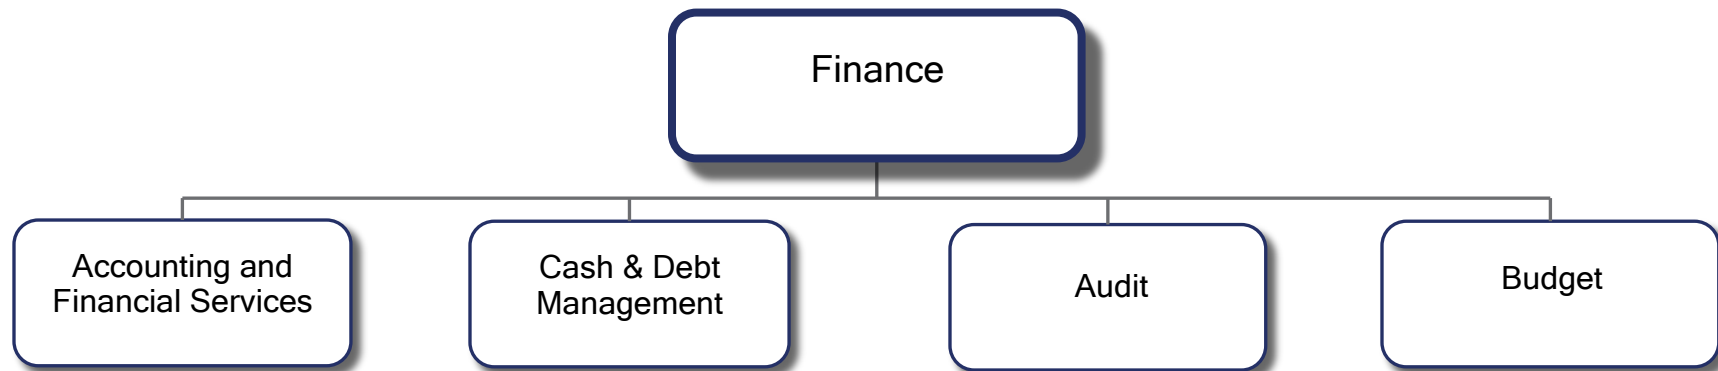 Finance
Accounting and
Financial Services
Cash & Debt
Management
Audit
Budget